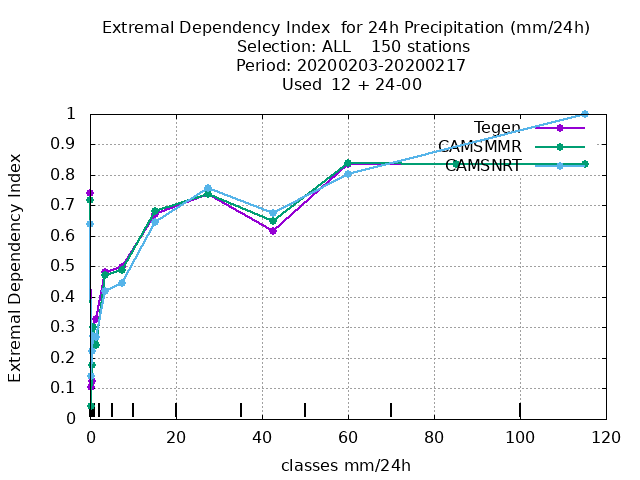 Extremal Dependency Index  for 24h Precipitation (mm/24h)
Selection: ALL    150 stations
Period: 20200203-20200217
Used  12 + 24-00
Extremal Dependency Index
1
0.9
0.8
0.7
0.6
0.5
0.4
0.3
0.2
0.1
0
Tegen
CAMSMMR
CAMSNRT
0 20 40 60 80 100 120
classes mm/24h